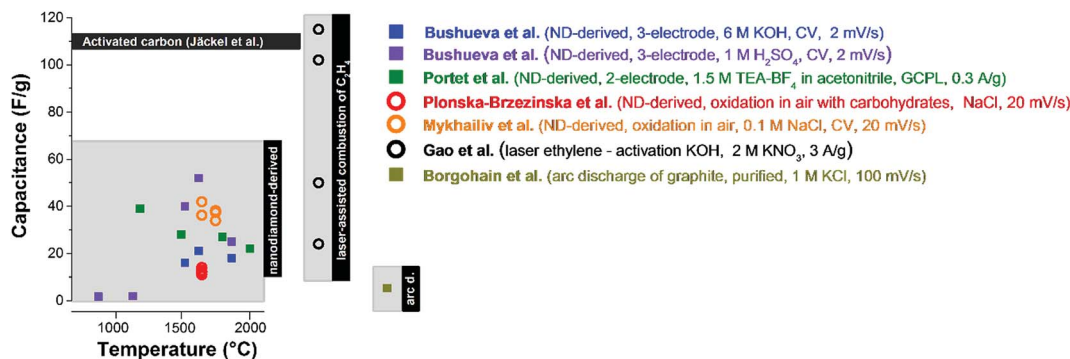 Capacitance (F/g)
120
100
80
60
40
20
0
1000
1500
2000
Temperature (°C)
Activated carbon (Jäckel et al.)
nanodiamond-derived
laser-assisted combustion of C₂H₄
arc d.
Bushueva et al. (ND-derived, 3-electrode, 6 M KOH, CV, 2 mV/s)
Bushueva et al. (ND-derived, 3-electrode, 1 M H₂SO₄, CV, 2 mV/s)
Portet et al. (ND-derived, 2-electrode, 1.5 M TEA-BF₄ in acetonitrile, GCPL, 0.3 A/g)
Plonska-Brzezinska et al. (ND-derived, oxidation in air with carbohydrates, NaCl, 20 mV/s)
Mykhailiv et al. (ND-derived, oxidation in air, 0.1 M NaCl, CV, 20 mV/s)
Gao et al. (laser ethylene - activation KOH, 2 M KNO₃, 3 A/g)
Borgohain et al. (arc discharge of graphite, purified, 1 M KCl, 100 mV/s)